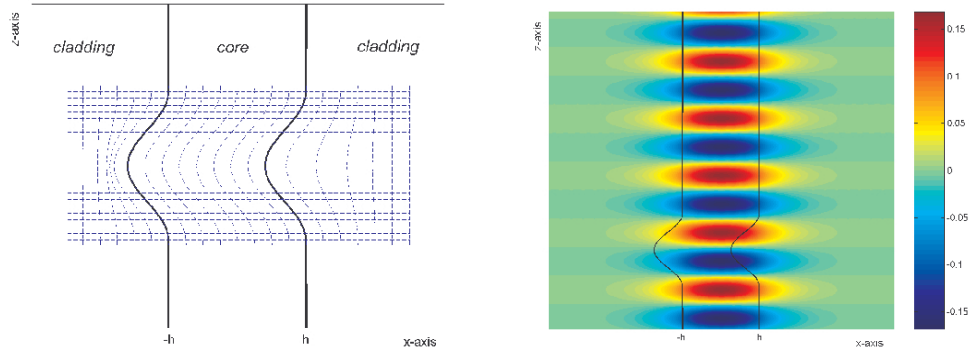 z-axis
cladding
core
cladding
-h
h
x-axis
z-axis
-h
h
x-axis
0.15
0.1
0.05
0
-0.05
-0.1
-0.15